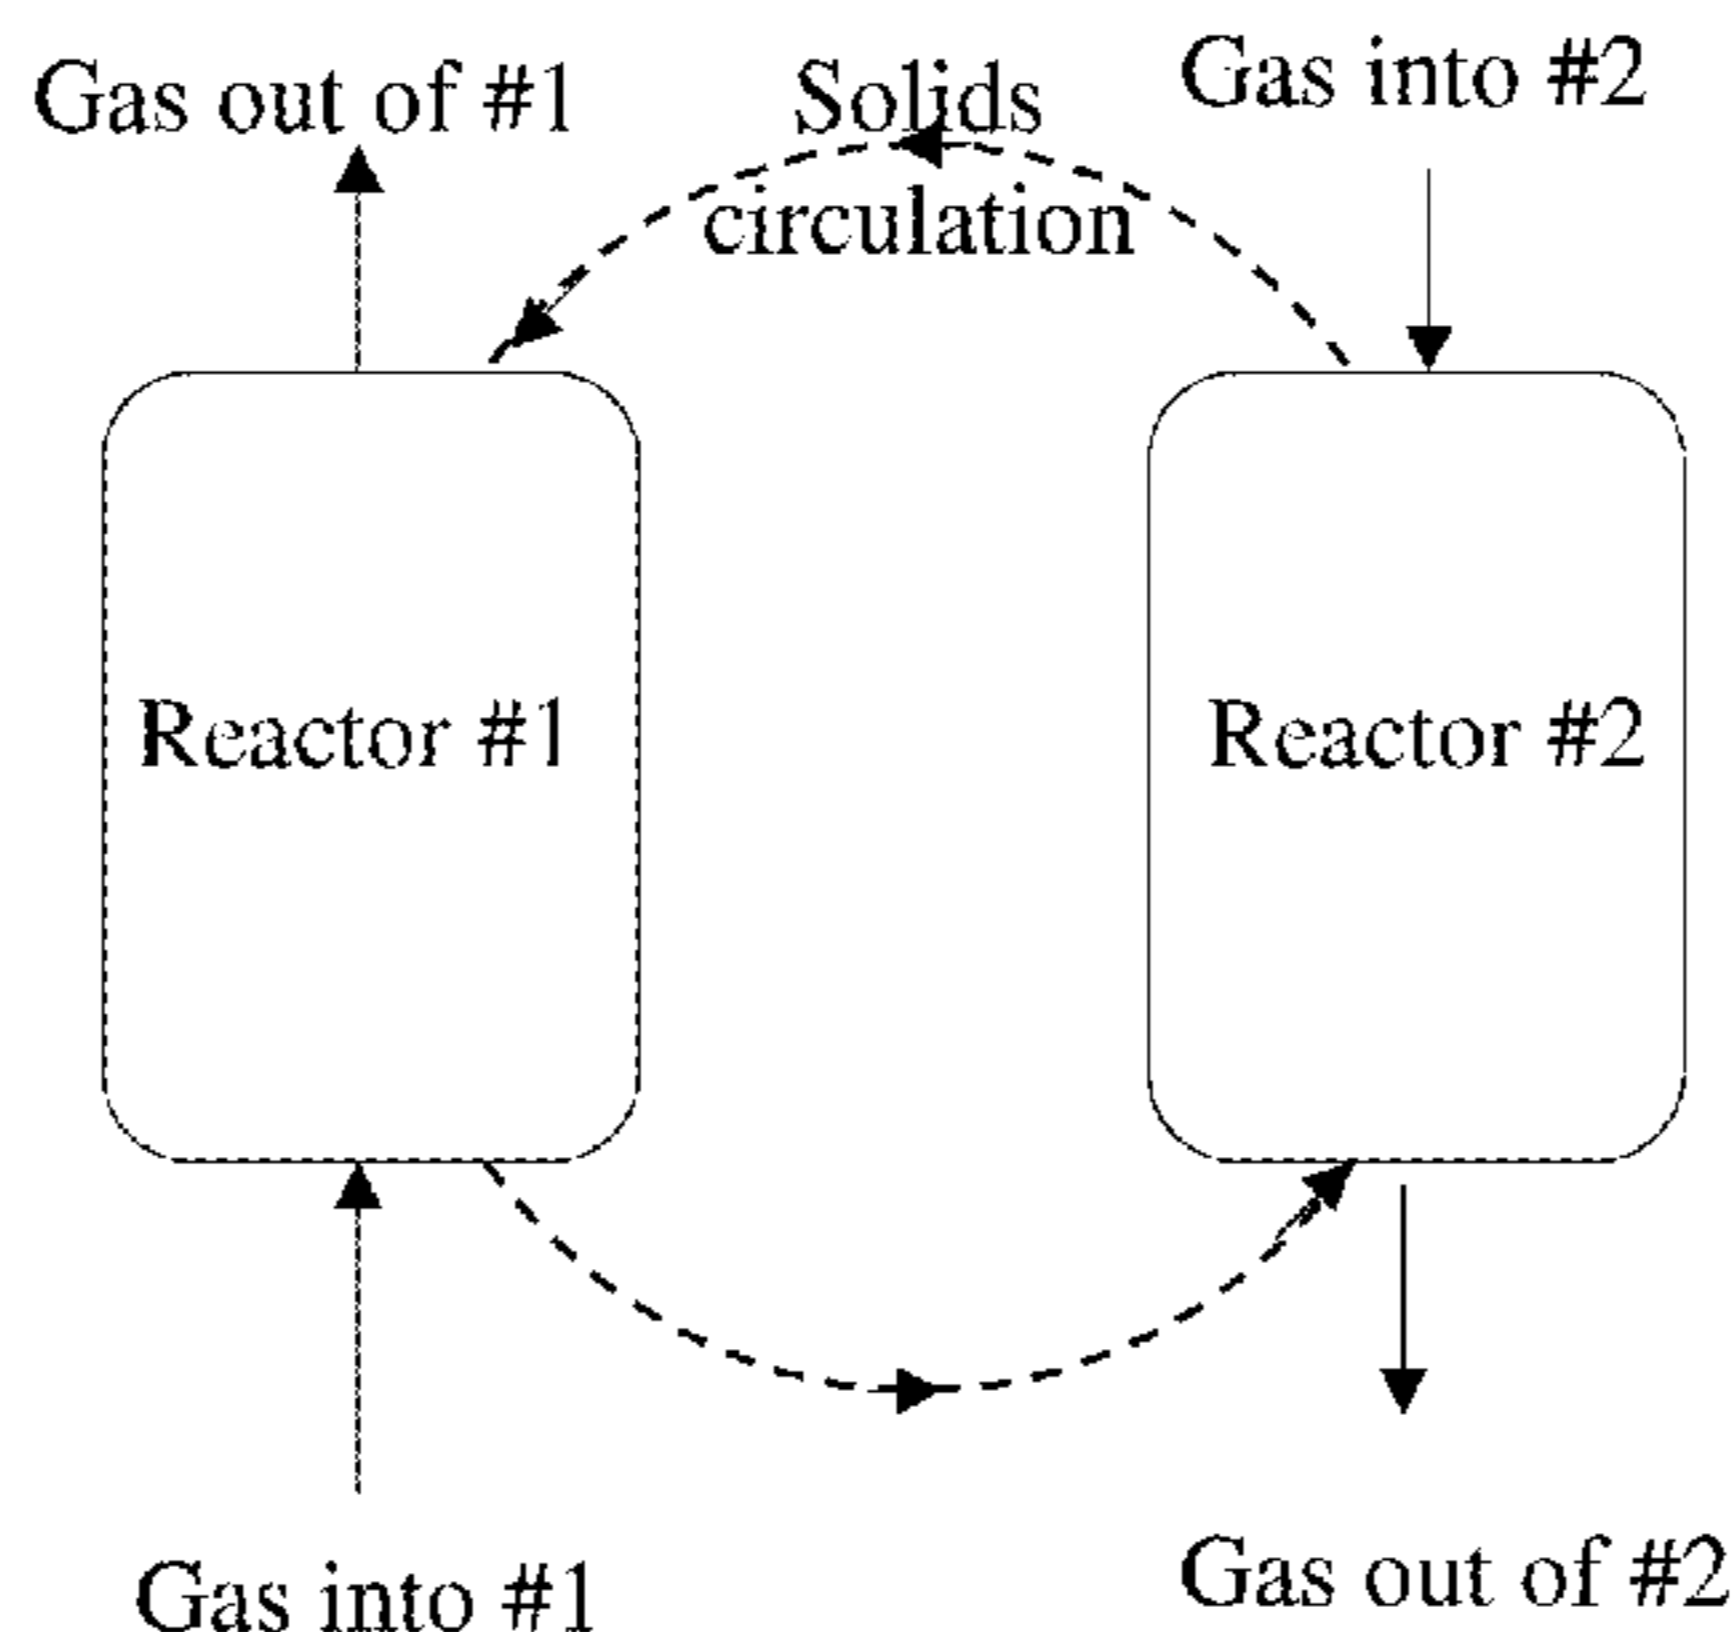 Gas out of #1
Solids
circulation
Gas into #2
Reactor #1
Reactor #2
Gas into #1
Gas out of #2